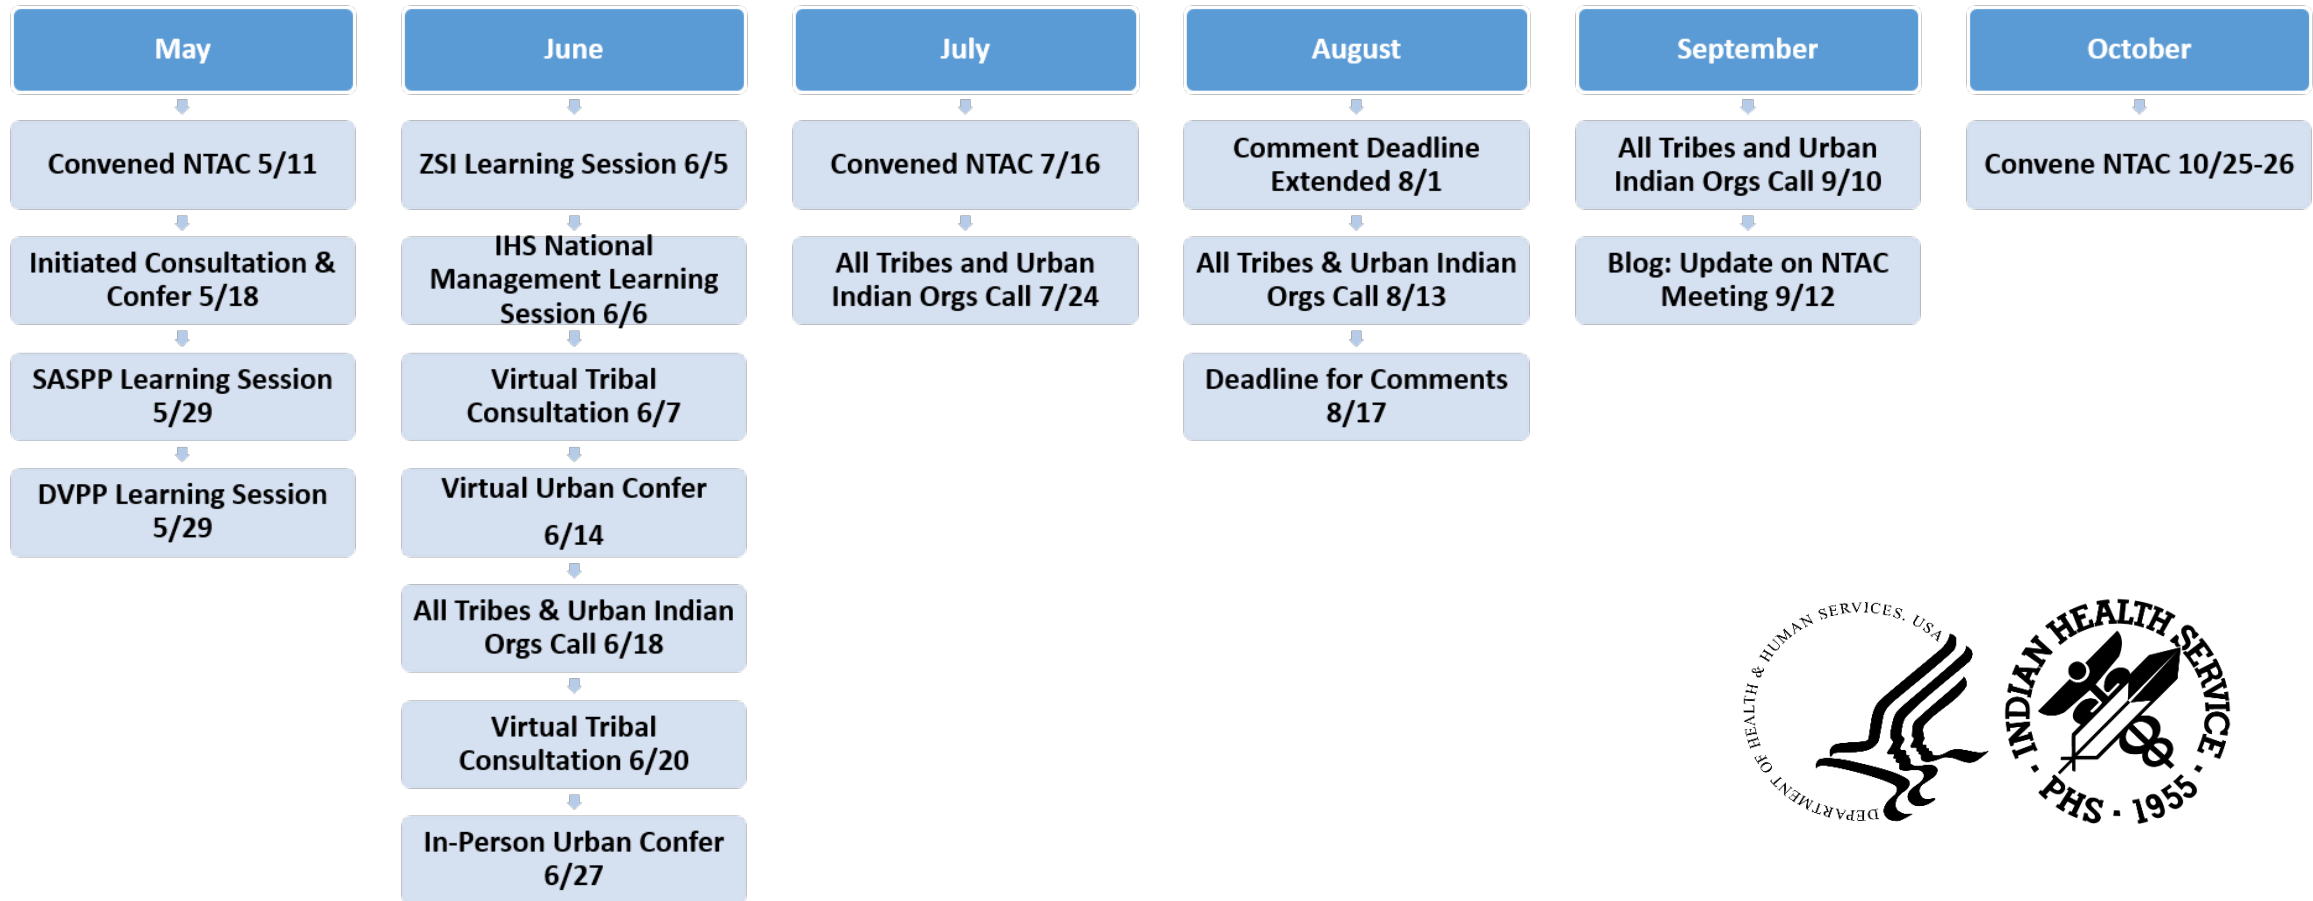 May
Convened NTAC 5/11
Initiated Consultation &
Confer 5/18
SASPP Learning Session
5/29
DVPP Learning Session
5/29
June
ZSI Learning Session 6/5
IHS National
Management Learning
Session 6/6
Virtual Tribal
Consultation 6/7
Virtual Urban Confer
6/14
All Tribes & Urban Indian
Orgs Call 6/18
Virtual Tribal
Consultation 6/20
In-Person Urban Confer
6/27
July
Convened NTAC 7/16
All Tribes and Urban
Indian Orgs Call 7/24
August
Comment Deadline
Extended 8/1
All Tribes & Urban Indian
Orgs Call 8/13
Deadline for Comments
8/17
September
All Tribes and Urban
Indian Orgs Call 9/10
Blog: Update on NTAC
Meeting 9/12
October
Convene NTAC 10/25-26
DEPARTMENT OF HEALTH & HUMAN SERVICES. USA
INDIAN HEALTH SERVICE
· PHS · 1955 ·